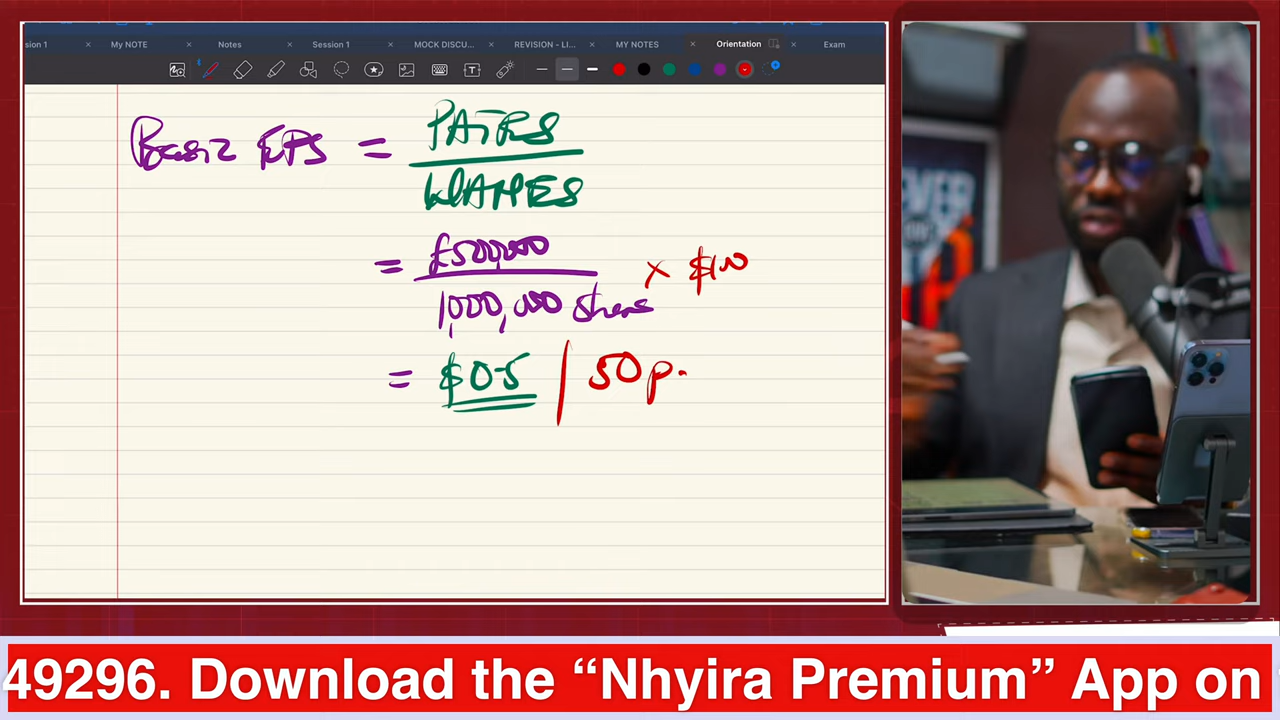 sion 1 My NOTE Notes Session 1 MOCK DISCU... REVISION - LI... MY NOTES Orientation Exam
Basic EPS = PATRS
WANES
= £500,000 × $1.00
1,000,000 Shares
= $0.5 / 50p.
49296. Download the “Nhyira Premium” App on